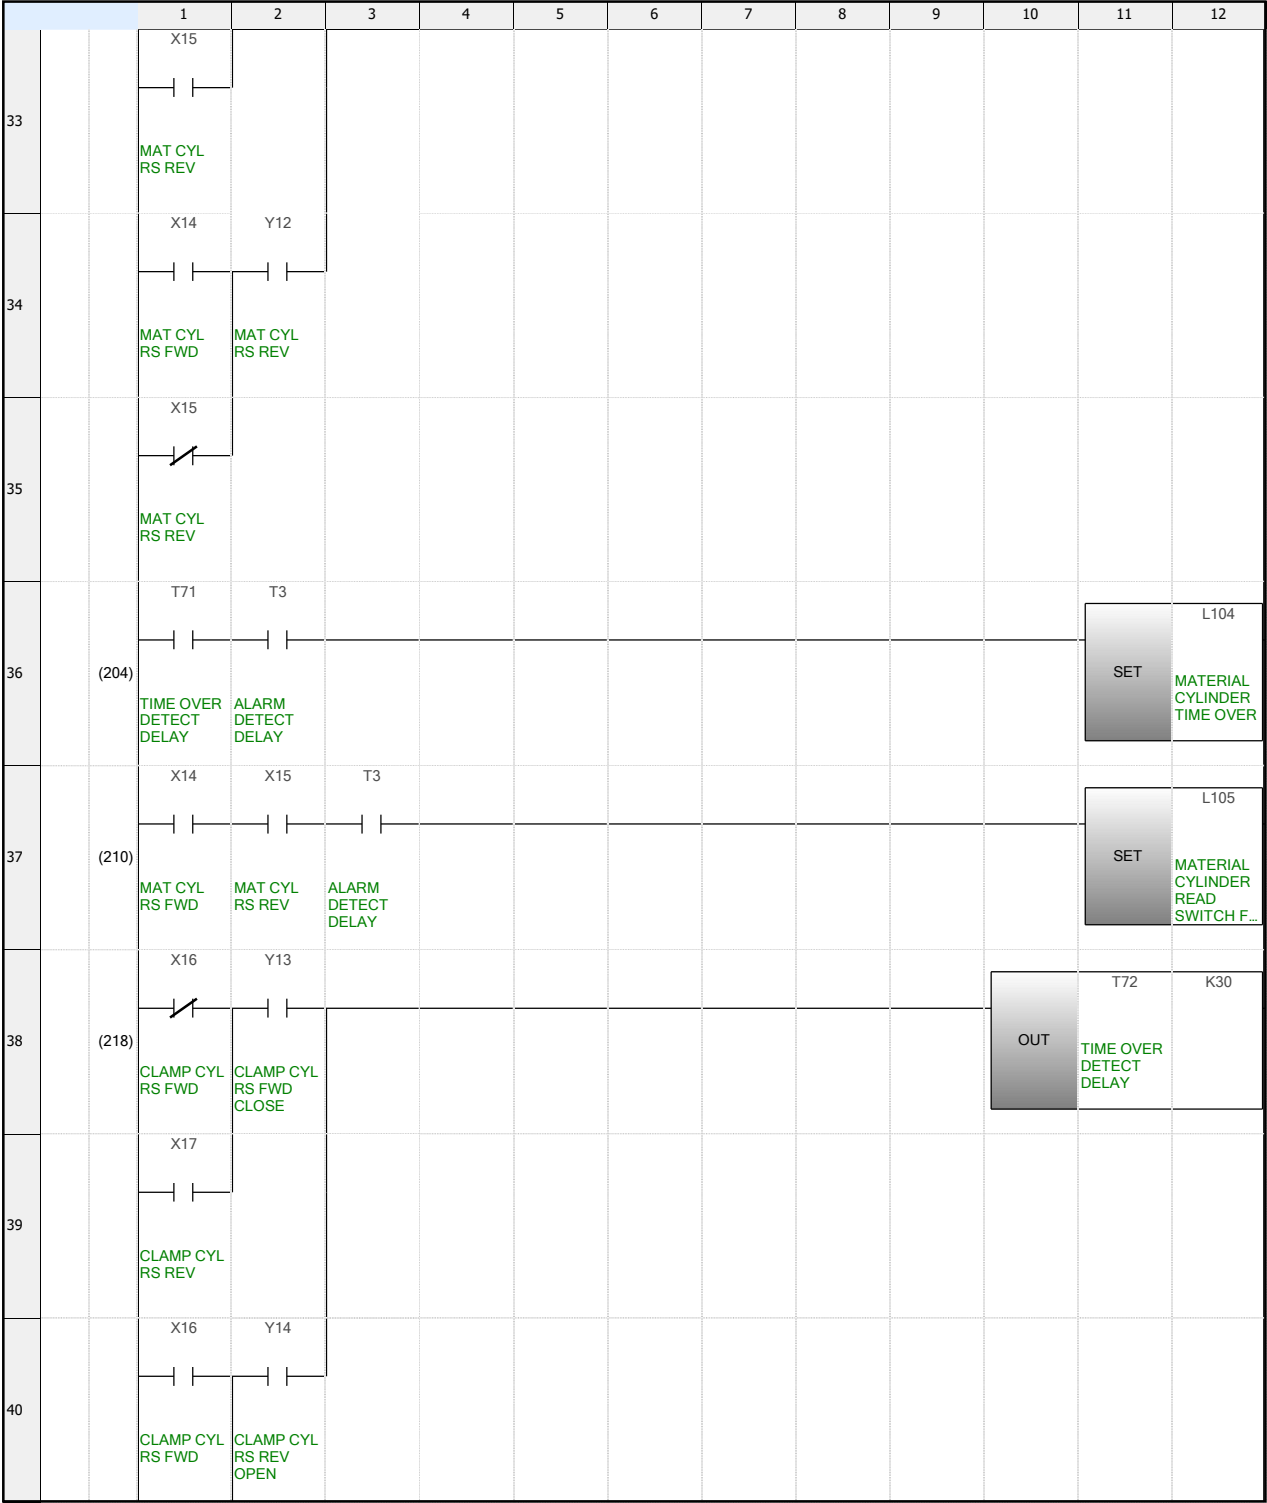 1 2 3 4 5 6 7 8 9 10 11 12
X15
33
MAT CYL
RS REV
X14 Y12
34
MAT CYL MAT CYL
RS FWD RS REV
X15
35
MAT CYL
RS REV
T71 T3
L104
36 (204) SET
TIME OVER ALARM MATERIAL
DETECT DETECT CYLINDER
DELAY DELAY TIME OVER
X14 X15 T3
L105
37 (210) SET
MAT CYL MAT CYL ALARM MATERIAL
RS FWD RS REV DETECT CYLINDER
DELAY READ
SWITCH F...
X16 Y13
T72 K30
38 (218) OUT
CLAMP CYL CLAMP CYL TIME OVER
RS FWD RS FWD DETECT
CLOSE DELAY
X17
39
CLAMP CYL
RS REV
X16 Y14
40
CLAMP CYL CLAMP CYL
RS FWD RS REV
OPEN